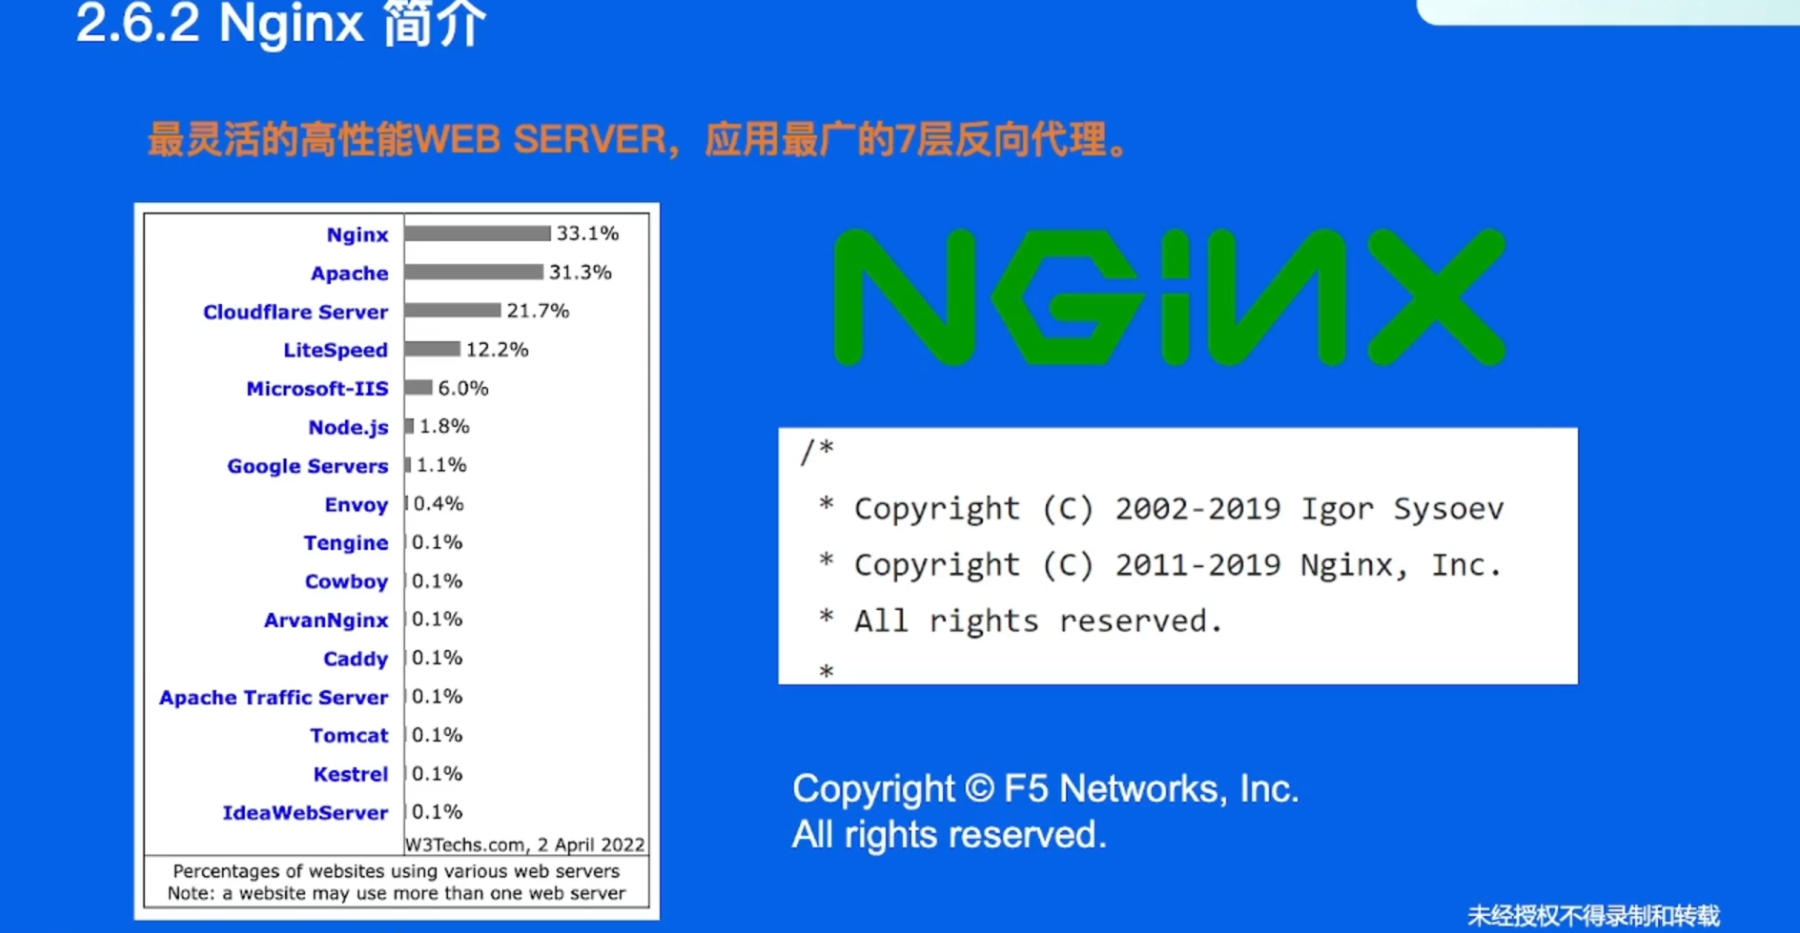 2.6.2 Nginx 简介
最灵活的高性能WEB SERVER，应用最广的7层反向代理。
Nginx 33.1%
Apache 31.3%
Cloudflare Server 21.7%
LiteSpeed 12.2%
Microsoft-IIS 6.0%
Node.js 1.8%
Google Servers 1.1%
Envoy 0.4%
Tengine 0.1%
Cowboy 0.1%
ArvanNginx 0.1%
Caddy 0.1%
Apache Traffic Server 0.1%
Tomcat 0.1%
Kestrel 0.1%
IdeaWebServer 0.1%
W3Techs.com, 2 April 2022
Percentages of websites using various web servers
Note: a website may use more than one web server
NGiNX
/*
* Copyright (C) 2002-2019 Igor Sysoev
* Copyright (C) 2011-2019 Nginx, Inc.
* All rights reserved.
*
Copyright © F5 Networks, Inc.
All rights reserved.
未经授权不得录制和转载